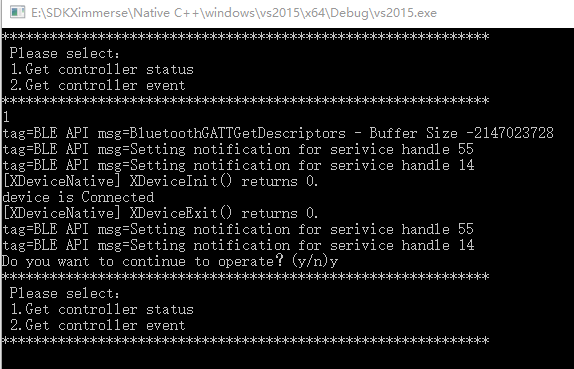 E:\SDKXimmerse\Native C++\windows\vs2015\x64\Debug\vs2015.exe
*************************************************************
Please select:
1.Get controller status
2.Get controller event
*************************************************************
1
tag=BLE API msg=BluetoothGATTGetDescriptors - Buffer Size -2147023728
tag=BLE API msg=Setting notification for serivice handle 55
tag=BLE API msg=Setting notification for serivice handle 14
[XDeviceNative] XDeviceInit() returns 0.
device is Connected
[XDeviceNative] XDeviceExit() returns 0.
tag=BLE API msg=Setting notification for serivice handle 55
tag=BLE API msg=Setting notification for serivice handle 14
Do you want to continue to operate? (y/n)y
*************************************************************
Please select:
1.Get controller status
2.Get controller event
*************************************************************